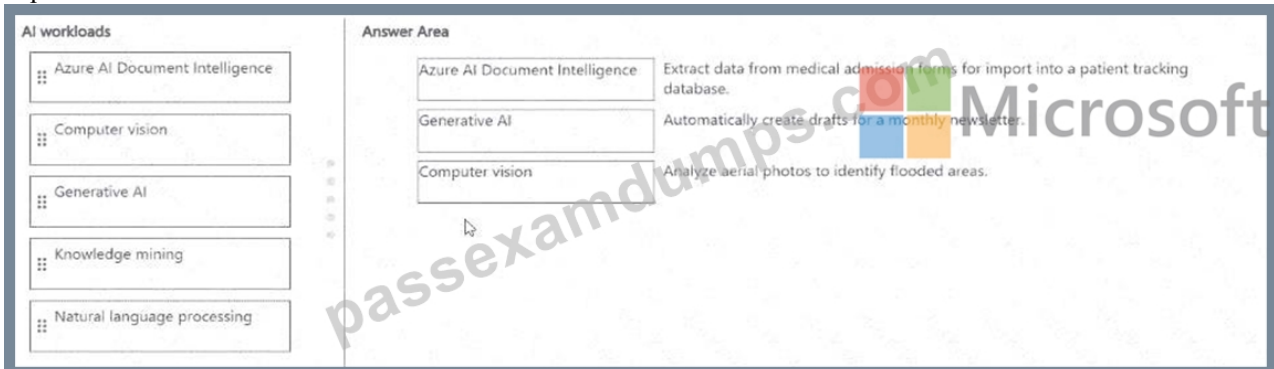 AI workloads
Azure AI Document Intelligence
Computer vision
Generative AI
Knowledge mining
Natural language processing
Answer Area
Azure AI Document Intelligence
Extract data from medical admission forms for import into a patient tracking
database.
Generative AI
Automatically create drafts for a monthly newsletter.
Computer vision
Analyze aerial photos to identify flooded areas.
Microsoft
passexamdumps.com